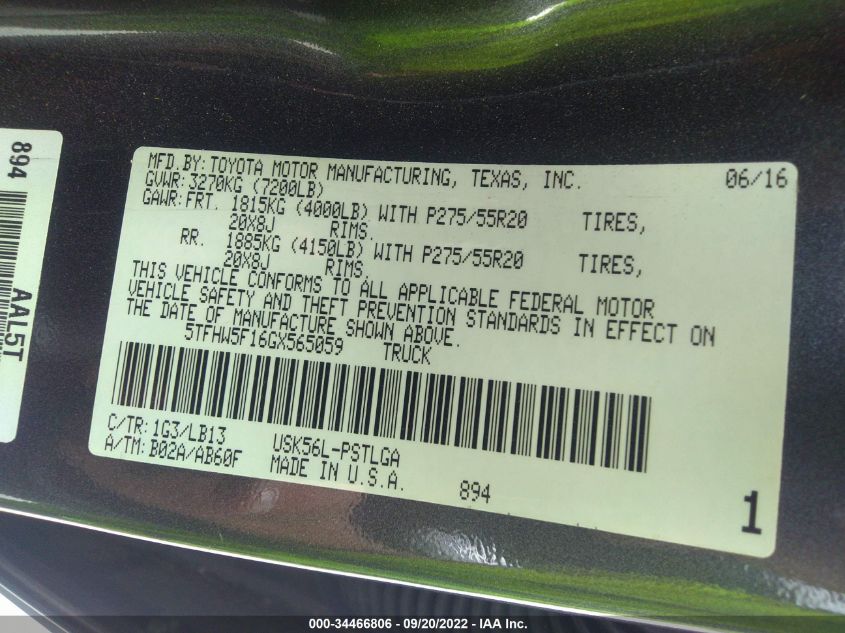 894
AAL5T
MFD.BY:TOYOTA MOTOR MANUFACTURING, TEXAS, INC. 06/16
GVWR:3270KG (7200LB)
GAWR:FRT. 1815KG (4000LB) WITH P275/55R20 TIRES,
20X8J RIMS.
RR. 1885KG (4150LB) WITH P275/55R20 TIRES,
20X8J RIMS.
THIS VEHICLE CONFORMS TO ALL APPLICABLE FEDERAL MOTOR
VEHICLE SAFETY AND THEFT PREVENTION STANDARDS IN EFFECT ON
THE DATE OF MANUFACTURE SHOWN ABOVE.
5TFHW5F16GX565059 TRUCK
C/TR:1G3/LB13 USK56L-PSTLGA
A/TM:B02A/AB60F MADE IN U.S.A. 894
1
000-34466806 - 09/20/2022 - IAA Inc.